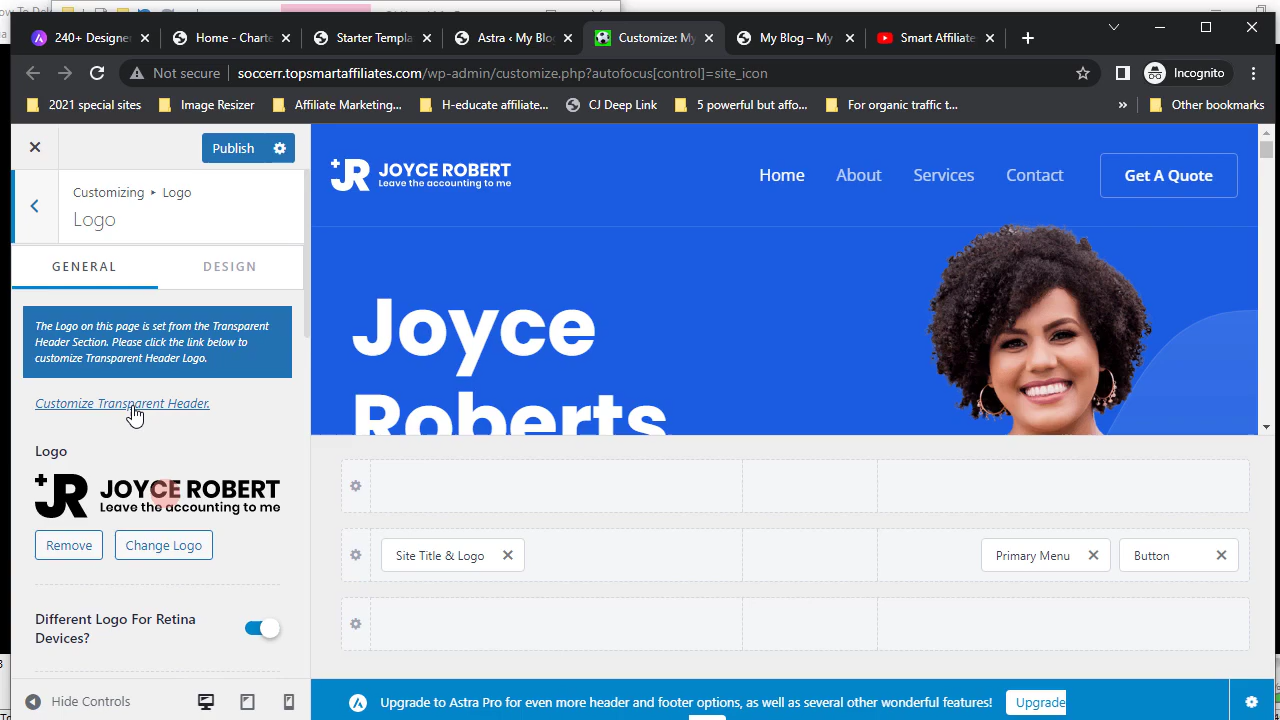 240+ Designer
Home - Charte
Starter Templa
Astra ‹ My Blo
Customize: My
My Blog – My
Smart Affiliate
Not secure
soccerr.topsmartaffiliates.com/wp-admin/customize.php?autofocus[control]=site_icon
Incognito
2021 special sites
Image Resizer
Affiliate Marketing...
H-educate affiliate...
CJ Deep Link
5 powerful but affo...
For organic traffic t...
»
Other bookmarks
Publish
Customizing ▸ Logo
Logo
GENERAL
DESIGN
The Logo on this page is set from the Transparent
Header Section. Please click the link below to
customize Transparent Header Logo.
Customize Transparent Header.
Logo
JR JOYCE ROBERT
Leave the accounting to me
Remove
Change Logo
Different Logo For Retina
Devices?
Hide Controls
JR JOYCE ROBERT
Leave the accounting to me
Home
About
Services
Contact
Get A Quote
Joyce
Roberts
Site Title & Logo
Primary Menu
Button
Upgrade to Astra Pro for even more header and footer options, as well as several other wonderful features!
Upgrade